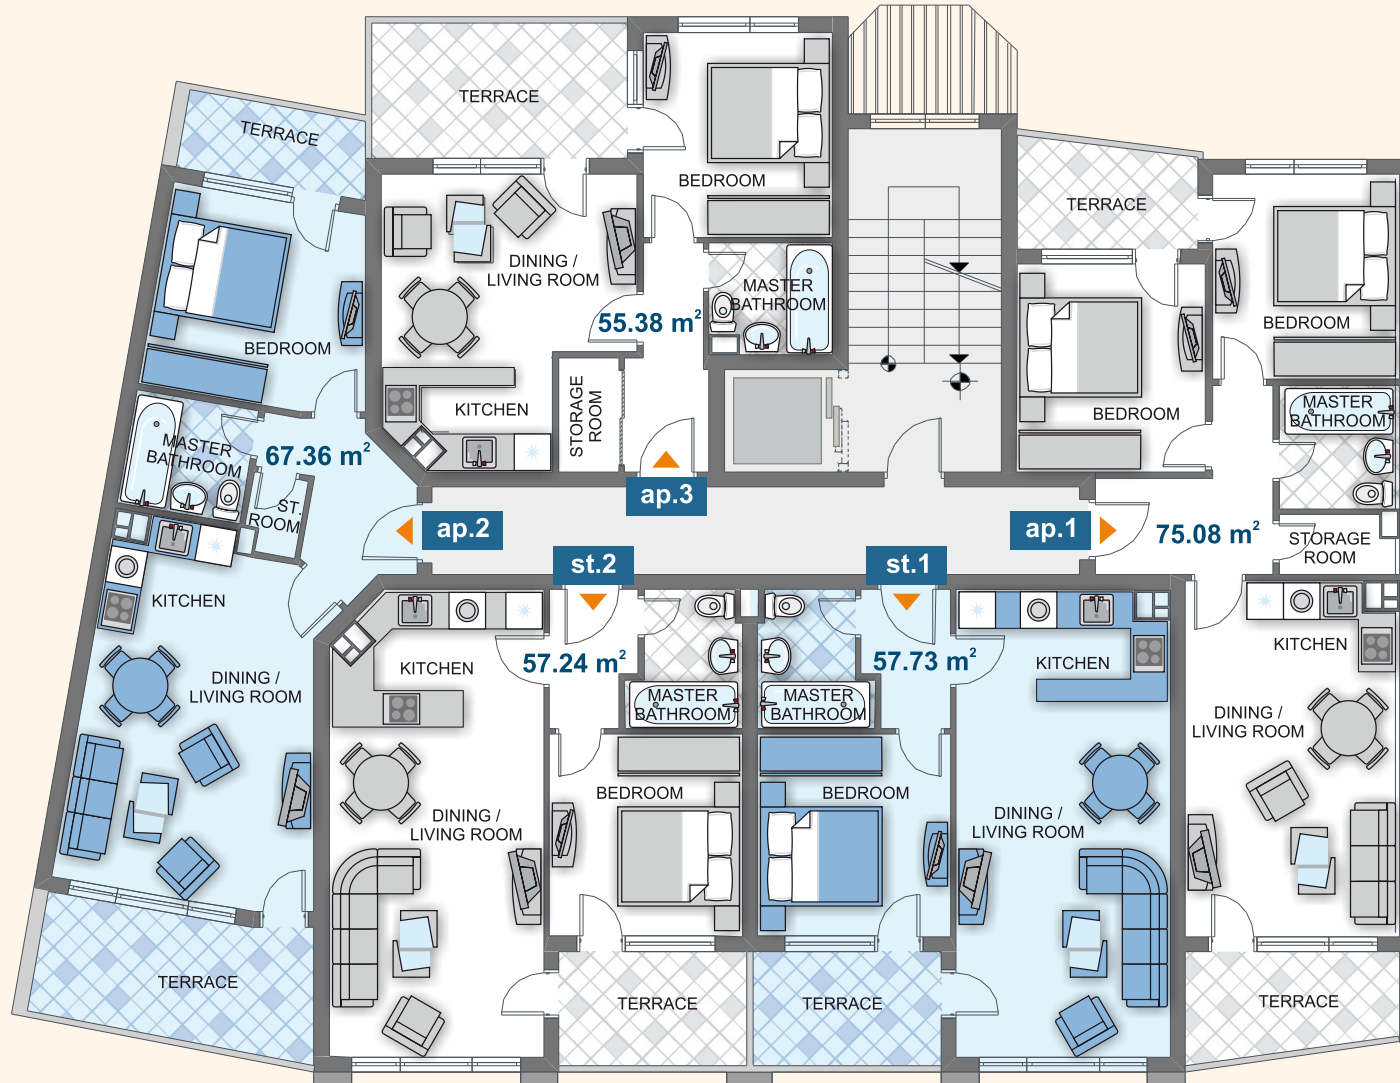 TERRACE
BEDROOM
DINING /
LIVING ROOM
55.38 m²
MASTER
BATHROOM
KITCHEN
STORAGE
ROOM
ap.3
TERRACE
BEDROOM
MASTER
BATHROOM
67.36 m²
ST.
ROOM
ap.2
KITCHEN
DINING /
LIVING ROOM
TERRACE
TERRACE
BEDROOM
BEDROOM
MASTER
BATHROOM
ap.1
75.08 m²
STORAGE
ROOM
KITCHEN
DINING /
LIVING ROOM
TERRACE
st.2
57.24 m²
KITCHEN
MASTER
BATHROOM
BEDROOM
DINING /
LIVING ROOM
TERRACE
st.1
57.73 m²
KITCHEN
MASTER
BATHROOM
BEDROOM
DINING /
LIVING ROOM
TERRACE